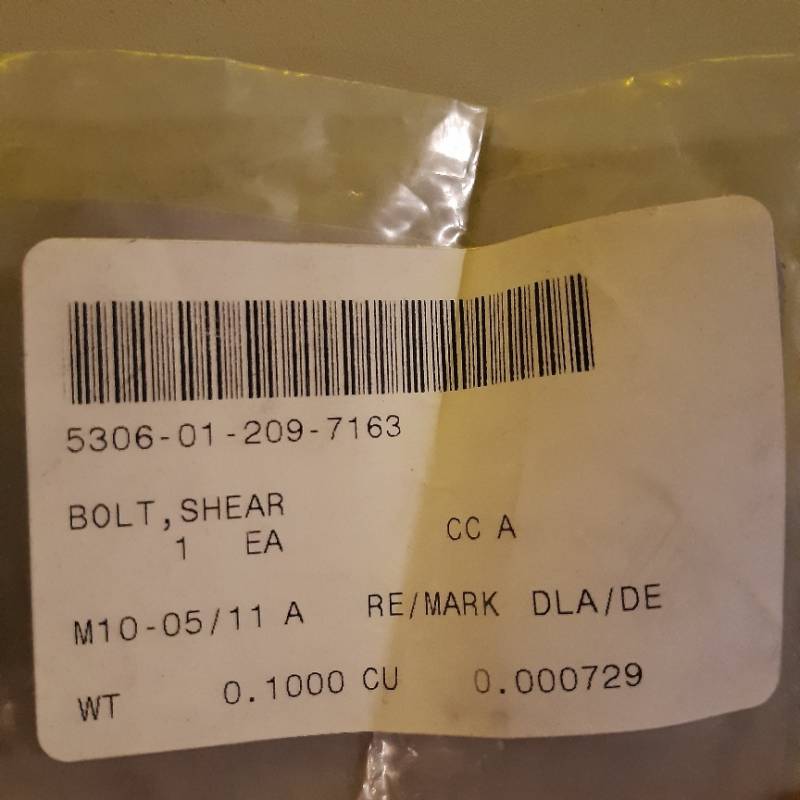 5306-01-209-7163
BOLT,SHEAR
1 EA CC A
M10-05/11 A RE/MARK DLA/DE
WT 0.1000 CU 0.000729